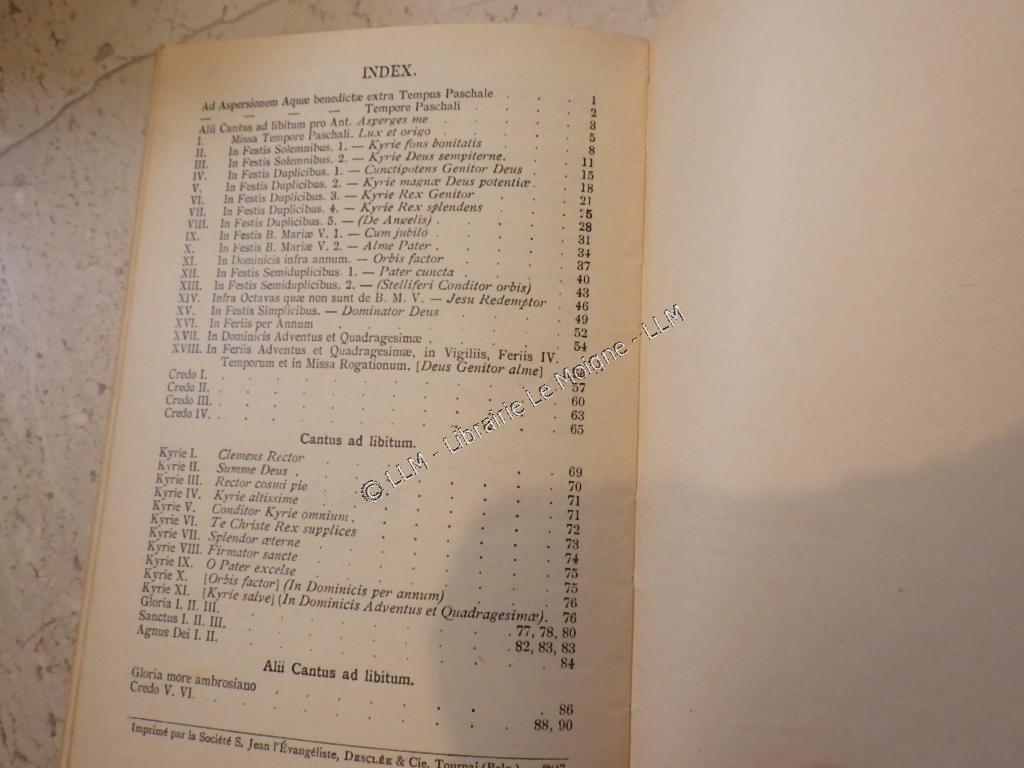 INDEX.
Ad Aspersionem Aquæ benedictæ extra Tempus Paschale . . . 1
— — — — Tempore Paschali . . . . 2
Alii Cantus ad libitum pro Ant. Asperges me . . . . 3
I. Missa Tempore Paschali. Lux et origo . . . . 5
II. In Festis Solemnibus. 1. — Kyrie fons bonitatis . . . 8
III. In Festis Solemnibus. 2. — Kyrie Deus sempiterne. . . . 11
IV. In Festis Duplicibus. 1. — Cunctipotens Genitor Deus . . . 15
V. In Festis Duplicibus. 2. — Kyrie magnæ Deus potentiæ. . . 18
VI. In Festis Duplicibus. 3. — Kyrie Rex Genitor . . . 21
VII. In Festis Duplicibus. 4. — Kyrie Rex splendens . . . 25
VIII. In Festis Duplicibus. 5. — (De Angelis) . . . . 28
IX. In Festis B. Mariæ V. 1. — Cum jubilo . . . . 31
X. In Festis B. Mariæ V. 2. — Alme Pater . . . . 34
XI. In Dominicis infra annum. — Orbis factor . . . . 37
XII. In Festis Semiduplicibus. 1. — Pater cuncta . . . . 40
XIII. In Festis Semiduplicibus. 2. — (Stelliferi Conditor orbis) . . 43
XIV. Infra Octavas quæ non sunt de B. M. V. — Jesu Redemptor . 46
XV. In Festis Simplicibus. — Dominator Deus . . . . 49
XVI. In Feriis per Annum . . . . . . 52
XVII. In Dominicis Adventus et Quadragesimæ . . . . 54
XVIII. In Feriis Adventus et Quadragesimæ, in Vigiliis, Feriis IV.
Temporum et in Missa Rogationum. [Deus Genitor alme]
Credo I. . . . . . . . . 57
Credo II. . . . . . . . . 60
Credo III. . . . . . . . . 63
Credo IV. . . . . . . . . 65
Cantus ad libitum.
Kyrie I. Clemens Rector . . . . . . 69
Kyrie II. Summe Deus . . . . . . 70
Kyrie III. Rector cosmi pie . . . . . . 71
Kyrie IV. Kyrie altissime . . . . . . 71
Kyrie V. Conditor Kyrie omnium . . . . . 72
Kyrie VI. Te Christe Rex supplices . . . . . 73
Kyrie VII. Splendor æterne . . . . . . 74
Kyrie VIII. Firmator sancte . . . . . . 75
Kyrie IX. O Pater excelse . . . . . . 75
Kyrie X. [Orbis factor] (In Dominicis per annum) . . . 76
Kyrie XI. [Kyrie salve] (In Dominicis Adventus et Quadragesimæ). 76
Gloria I. II. III. . . . . . . 77, 78, 80
Sanctus I. II. III. . . . . . . 82, 83, 83
Agnus Dei I. II. . . . . . . . 84
Alii Cantus ad libitum.
Gloria more ambrosiano . . . . . . 86
Credo V. VI. . . . . . . . 88, 90
Imprimé par la Société S. Jean l'Évangéliste, DESCLÉE & Cie, Tournai (Belg.)
© LLM - Librairie Le Moigne - LLM